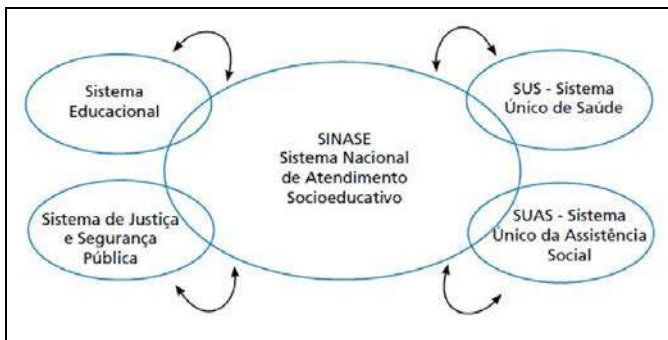 Sistema
Educacional
SUS - Sistema
Único de Saúde
SINASE
Sistema Nacional
de Atendimento
Socioeducativo
Sistema de Justiça
e Segurança
Pública
SUAS - Sistema
Único da Assistência
Social